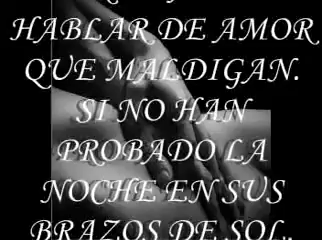 HABLAR DE AMOR
QUE MALDIGAN.
SI NO HAN
PROBADO LA
NOCHE EN SUS
BRAZOS DE SOL.